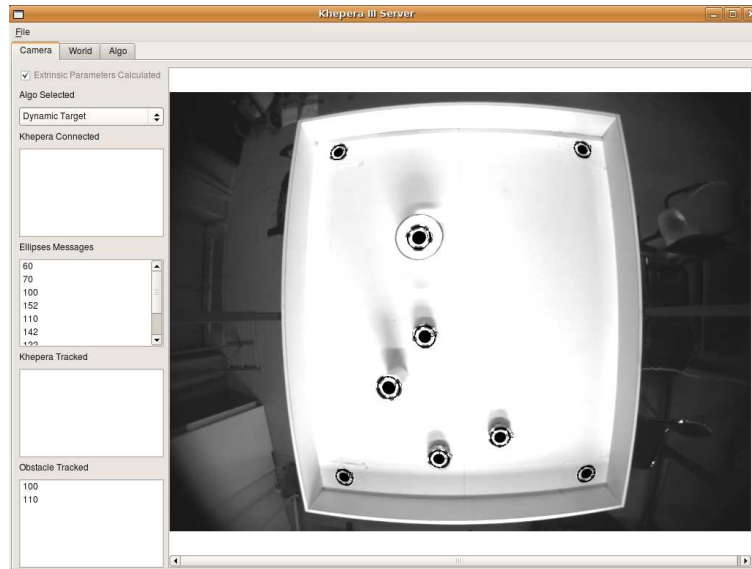 Khepera III Server
File
Camera World Algo
Extrinsic Parameters Calculated
Algo Selected
Dynamic Target
Khepera Connected
Ellipses Messages
60
70
100
152
110
142
Khepera Tracked
Obstacle Tracked
100
110